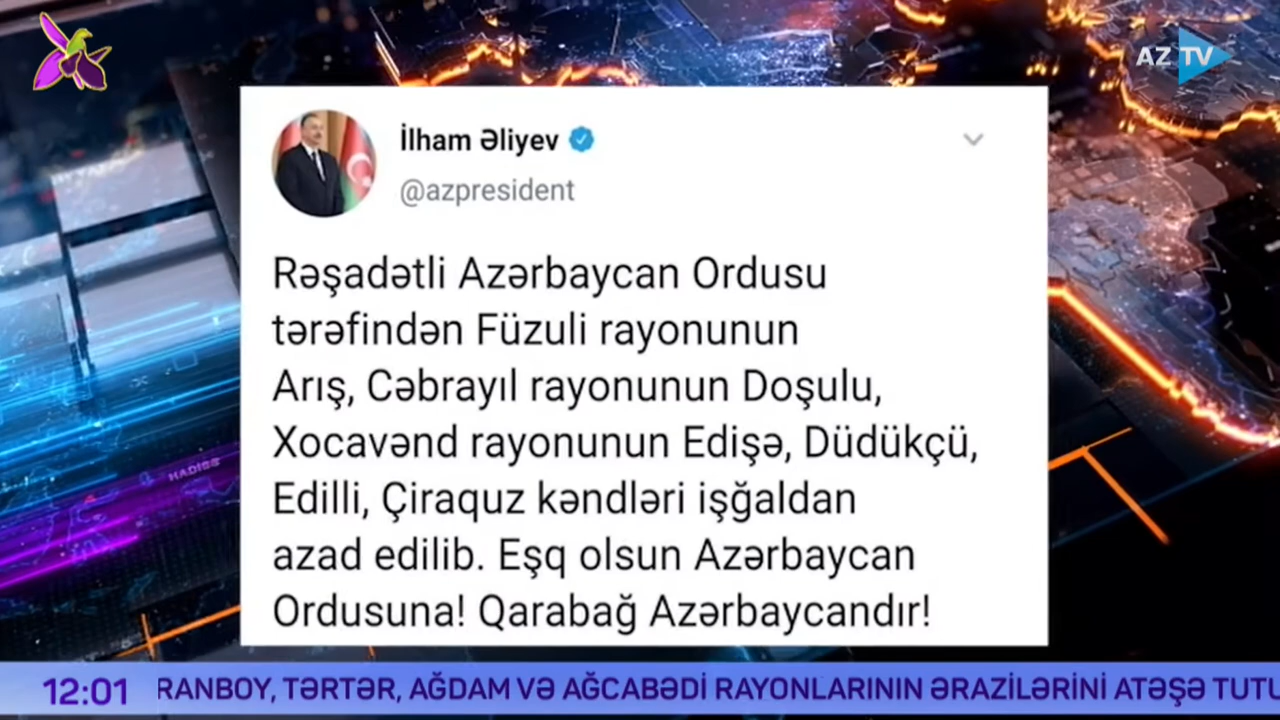 AZ TV
İlham Əliyev
@azpresident
Rəşadətli Azərbaycan Ordusu
tərəfindən Füzuli rayonunun
Arış, Cəbrayıl rayonunun Doşulu,
Xocavənd rayonunun Edişə, Düdükçü,
Edilli, Çiraquz kəndləri işğaldan
azad edilib. Eşq olsun Azərbaycan
Ordusuna! Qarabağ Azərbaycandır!
HADİSƏ
12:01 RANBOY, TƏRTƏR, AĞDAM VƏ AĞCABƏDİ RAYONLARININ ƏRAZİLƏRİNİ ATƏŞƏ TUTU